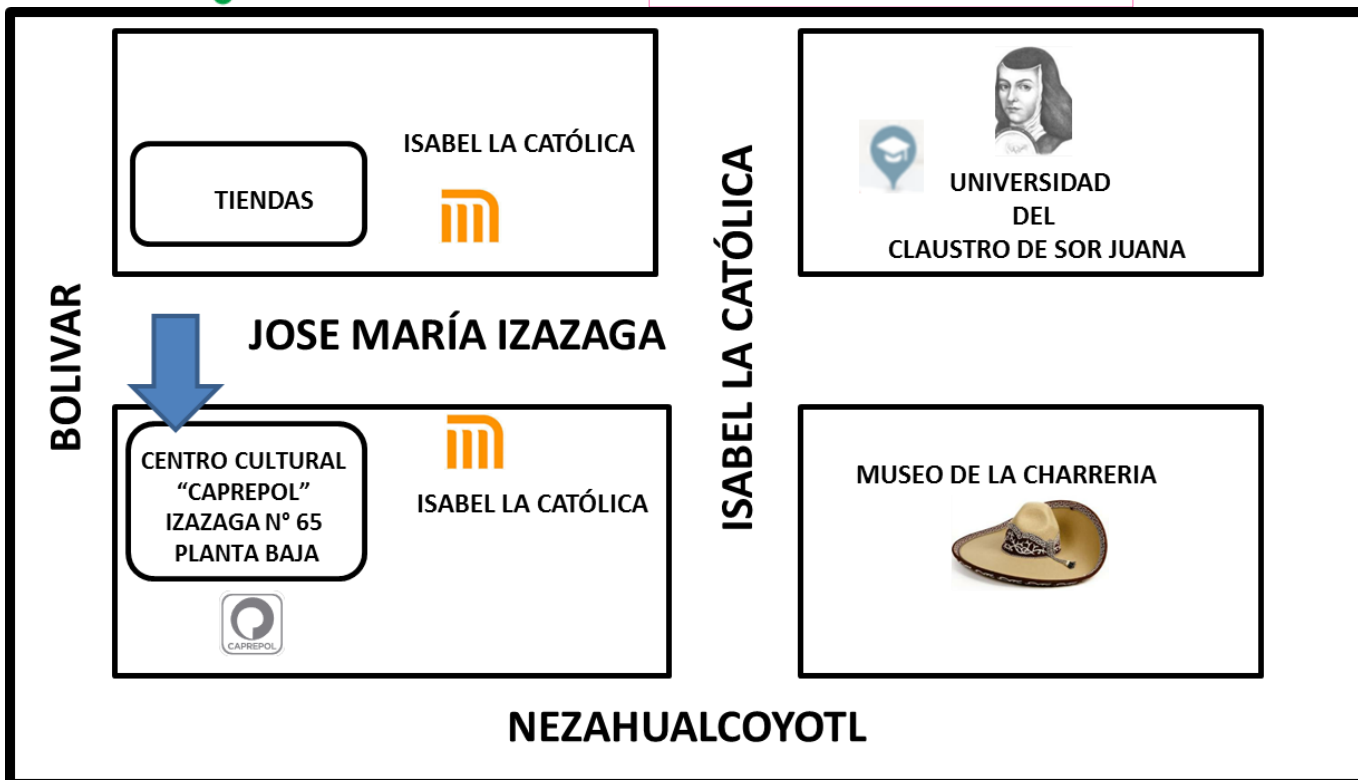 ISABEL LA CATÓLICA
TIENDAS
UNIVERSIDAD
DEL
CLAUSTRO DE SOR JUANA
BOLIVAR
JOSE MARÍA IZAZAGA
ISABEL LA CATÓLICA
CENTRO CULTURAL
“CAPREPOL”
IZAZAGA N° 65
PLANTA BAJA
ISABEL LA CATÓLICA
MUSEO DE LA CHARRERIA
CAPREPOL
NEZAHUALCOYOTL